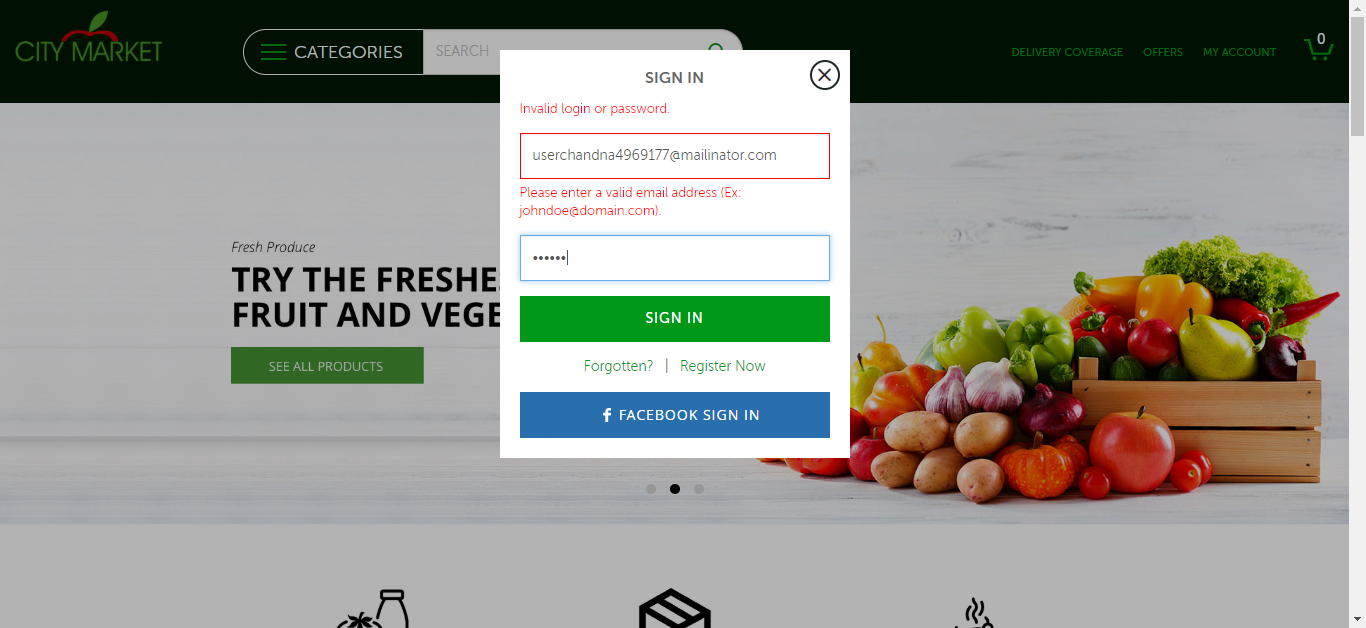 CITY MARKET
CATEGORIES
SEARCH
DELIVERY COVERAGE
OFFERS
MY ACCOUNT
0
SIGN IN
Invalid login or password.
userchandna4969177@mailinator.com
Please enter a valid email address (Ex:
johndoe@domain.com).
••••••
SIGN IN
Forgotten? | Register Now
f FACEBOOK SIGN IN
Fresh Produce
TRY THE
FRUIT AND
SEE ALL PRODUCTS